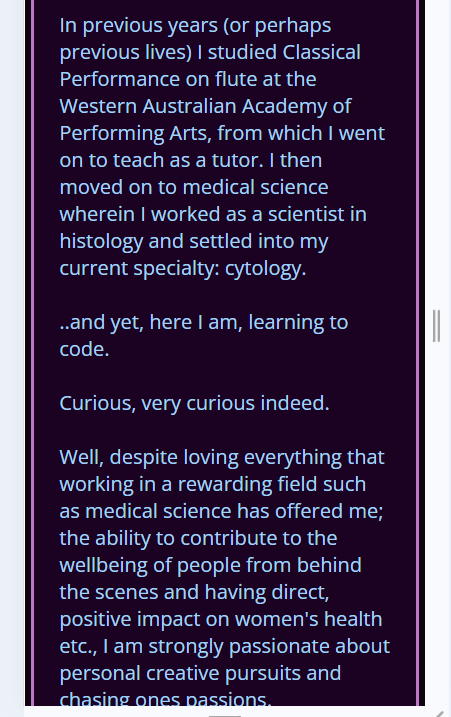 In previous years (or perhaps
previous lives) I studied Classical
Performance on flute at the
Western Australian Academy of
Performing Arts, from which I went
on to teach as a tutor. I then
moved on to medical science
wherein I worked as a scientist in
histology and settled into my
current specialty: cytology.
..and yet, here I am, learning to
code.
Curious, very curious indeed.
Well, despite loving everything that
working in a rewarding field such
as medical science has offered me;
the ability to contribute to the
wellbeing of people from behind
the scenes and having direct,
positive impact on women's health
etc., I am strongly passionate about
personal creative pursuits and
chasing ones passions.